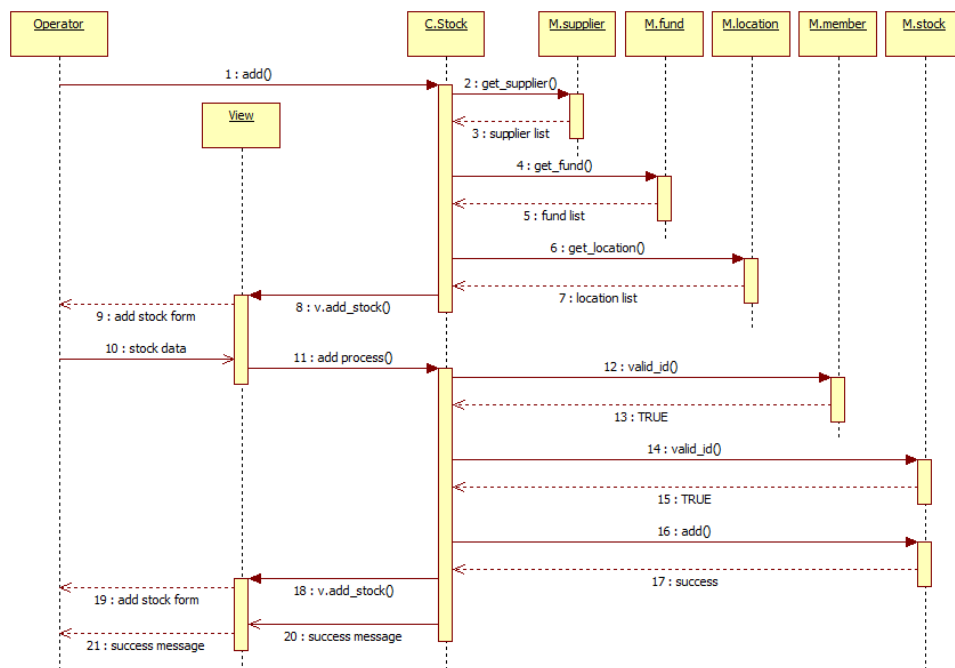 Operator
C.Stock
M.supplier
M.fund
M.location
M.member
M.stock
1 : add()
2 : get_supplier()
View
3 : supplier list
4 : get_fund()
5 : fund list
6 : get_location()
7 : location list
8 : v.add_stock()
9 : add stock form
10 : stock data
11 : add process()
12 : valid_id()
13 : TRUE
14 : valid_id()
15 : TRUE
16 : add()
17 : success
18 : v.add_stock()
19 : add stock form
20 : success message
21 : success message